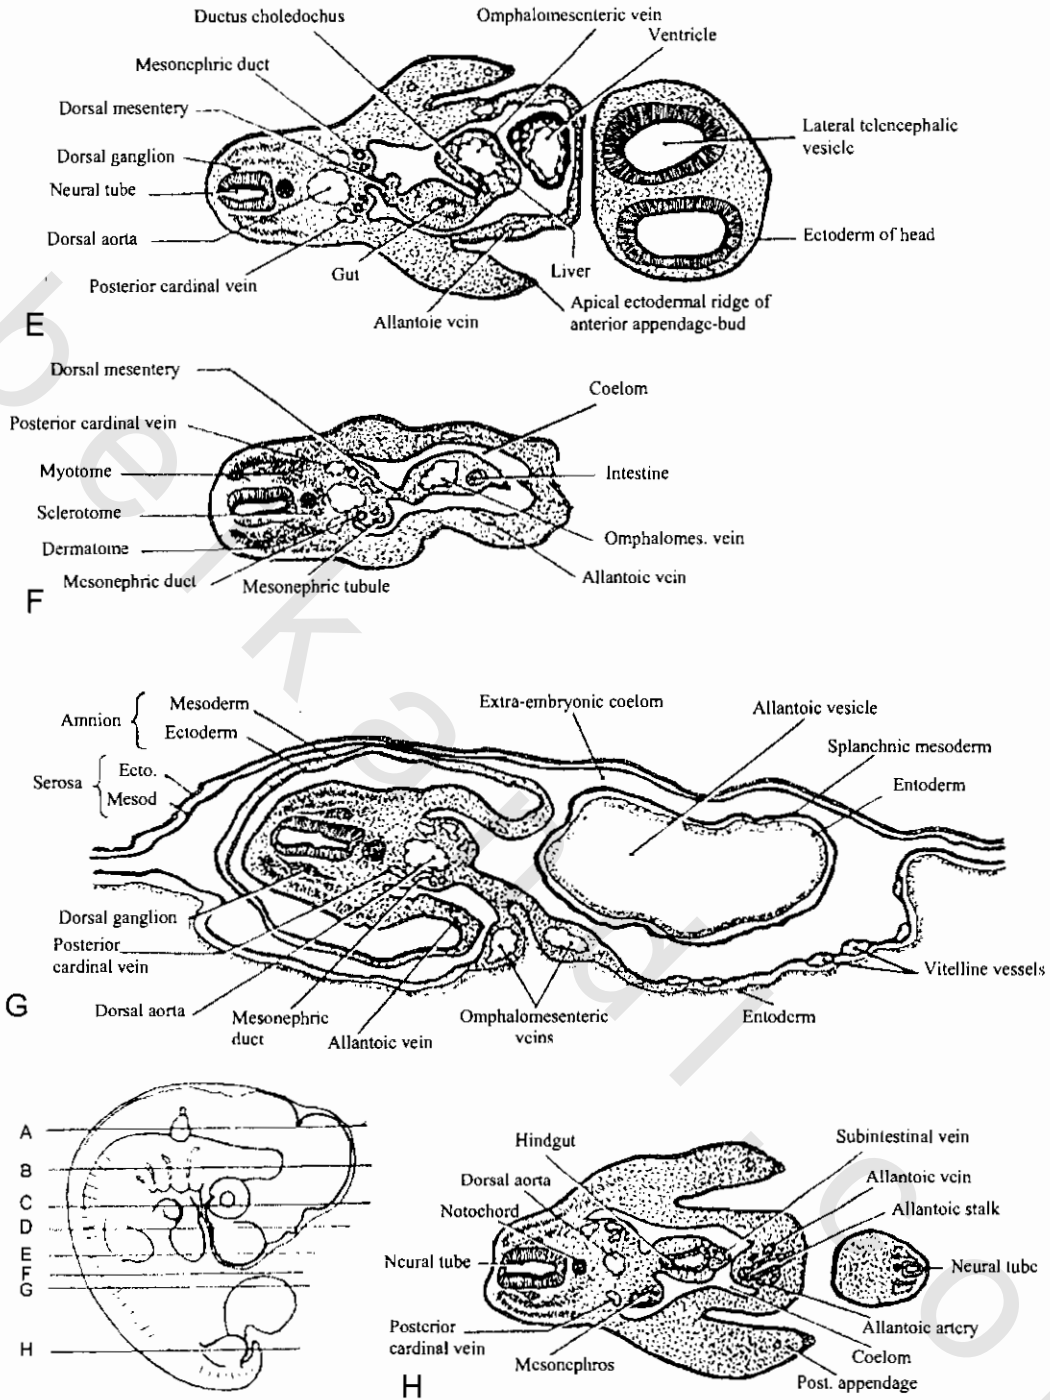 Ductus choledochus
Omphalomesenteric vein
Ventricle
Mesonephric duct
Dorsal mesentery
Lateral telencephalic
vesicle
Dorsal ganglion
Neural tube
Dorsal aorta
Ectoderm of head
Posterior cardinal vein
Gut
Liver
Allantoie vein
Apical ectodermal ridge of
anterior appendage-bud
E
Dorsal mesentery
Coelom
Posterior cardinal vein
Myotome
Intestine
Sclerotome
Dermatome
Omphalomes. vein
Mesonephric duct
Mesonephric tubule
Allantoic vein
F
Amnion { Mesoderm
Ectoderm
Serosa { Ecto.
Mesod
Extra-embryonic coelom
Allantoic vesicle
Splanchnic mesoderm
Entoderm
Dorsal ganglion
Posterior
cardinal vein
Dorsal aorta
Mesonephric
duct
Allantoic vein
Omphalomesenteric
veins
Entoderm
Vitelline vessels
G
A
B
C
D
E
F
G
H
Hindgut
Subintestinal vein
Dorsal aorta
Allantoic vein
Notochord
Allantoic stalk
Neural tube
Neural tube
Posterior
cardinal vein
Allantoic artery
Mesonephros
Coelom
Post. appendage
H